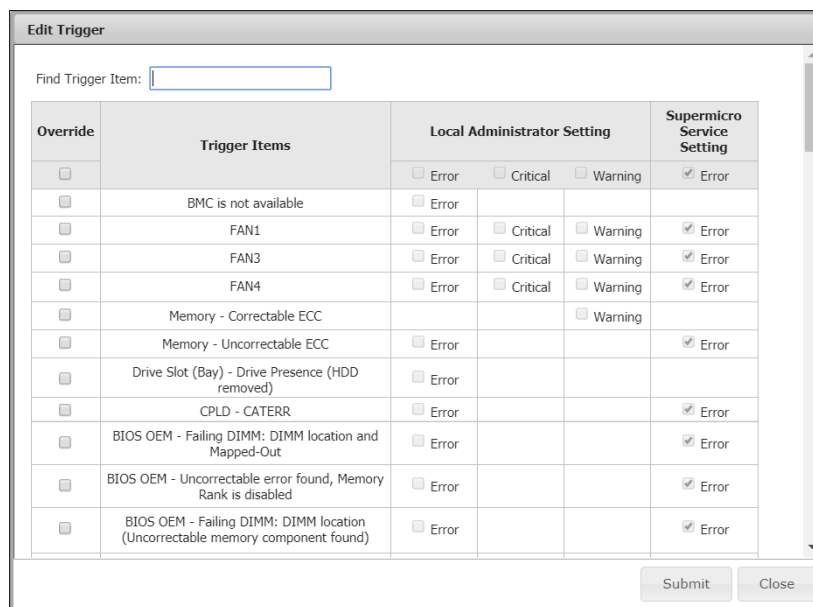 Edit Trigger
Find Trigger Item:
Override
Trigger Items
Local Administrator Setting
Supermicro
Service
Setting
Error Critical Warning Error
BMC is not available Error
FAN1 Error Critical Warning Error
FAN3 Error Critical Warning Error
FAN4 Error Critical Warning Error
Memory - Correctable ECC Warning
Memory - Uncorrectable ECC Error Error
Drive Slot (Bay) - Drive Presence (HDD
removed) Error
CPLD - CATERR Error Error
BIOS OEM - Failing DIMM: DIMM location and
Mapped-Out Error Error
BIOS OEM - Uncorrectable error found, Memory
Rank is disabled Error Error
BIOS OEM - Failing DIMM: DIMM location
(Uncorrectable memory component found) Error Error
Submit Close